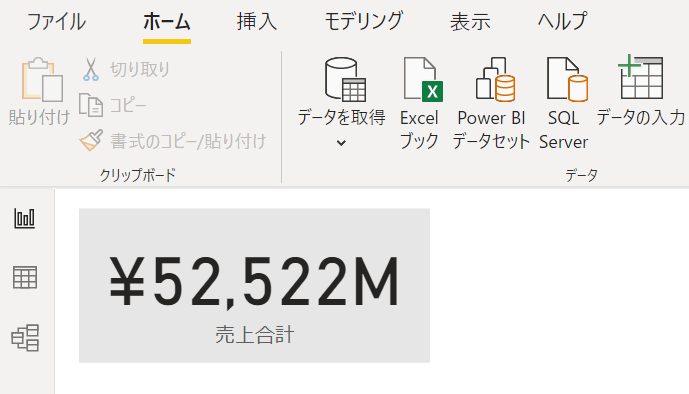 ファイル ホーム 挿入 モデリング 表示 ヘルプ
貼り付け
切り取り
コピー
書式のコピー/貼り付け
クリップボード
データを取得
Excel
ブック
Power BI
データセット
SQL
Server
データの入力
データ
¥52,522M
売上合計